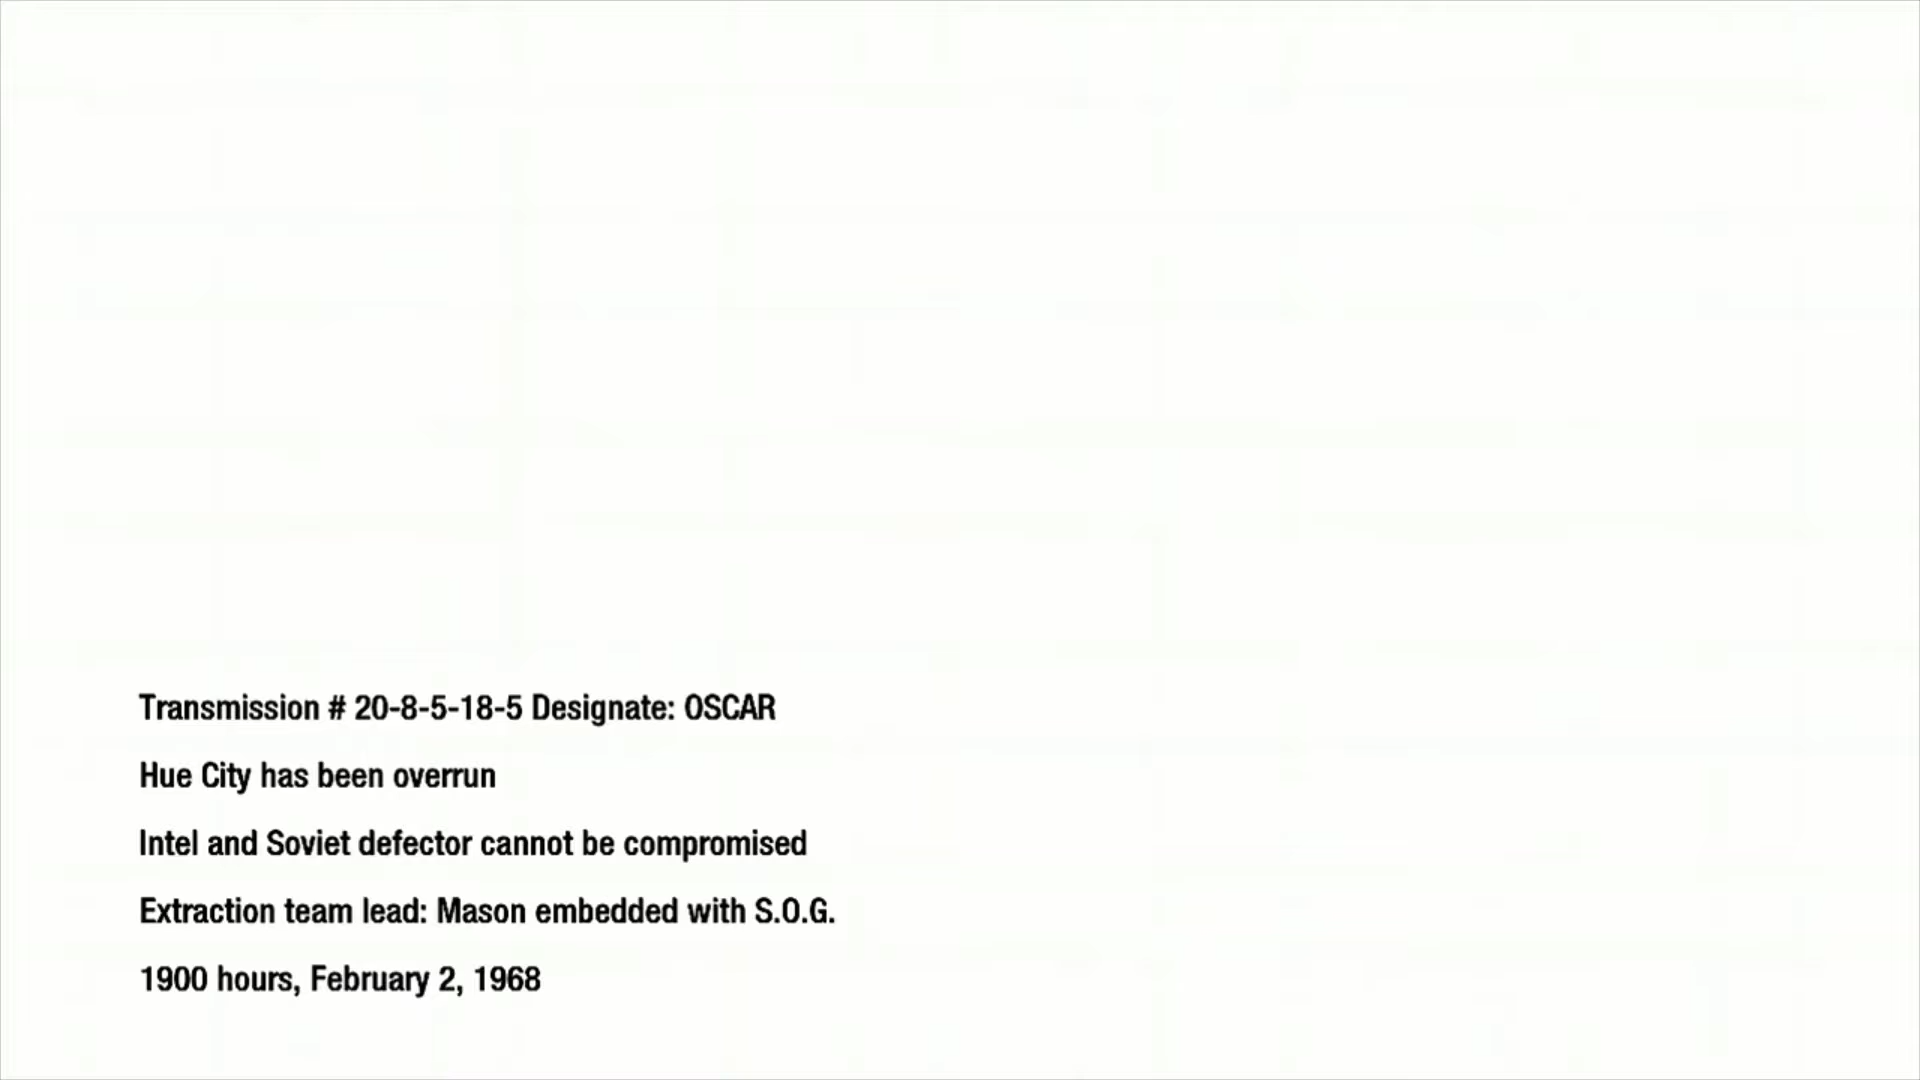 Transmission # 20-8-5-18-5 Designate: OSCAR
Hue City has been overrun
Intel and Soviet defector cannot be compromised
Extraction team lead: Mason embedded with S.O.G.
1900 hours, February 2, 1968